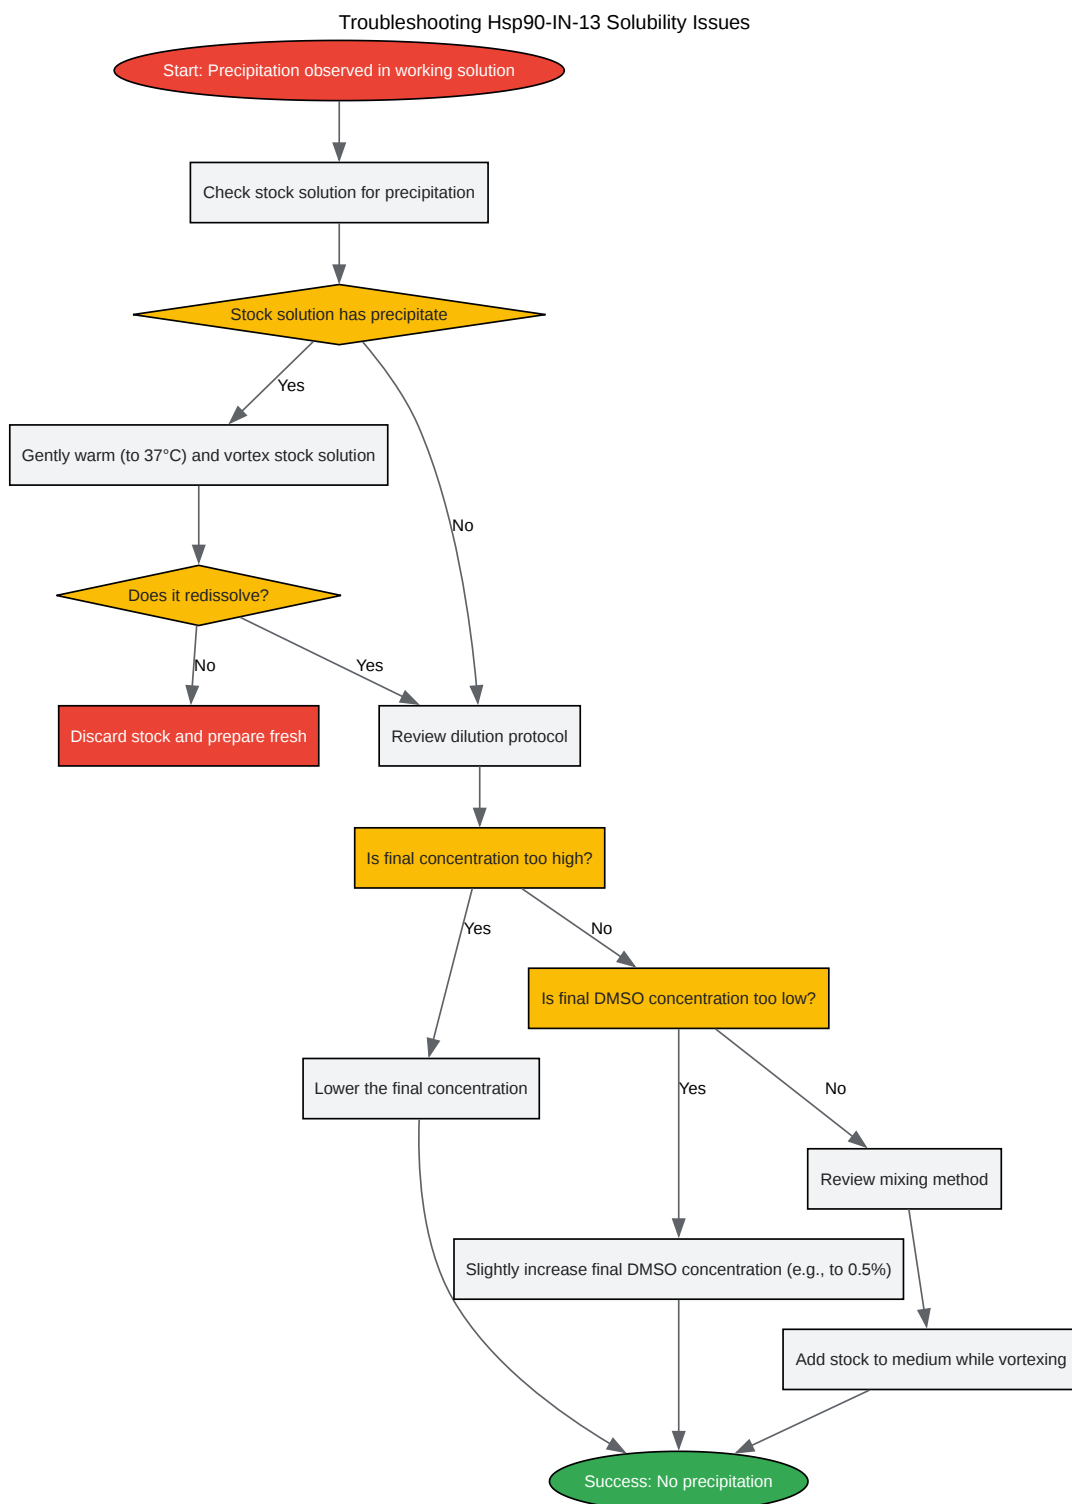 Troubleshooting Hsp90-IN-13 Solubility Issues
Start: Precipitation observed in working solution
Check stock solution for precipitation
Stock solution has precipitate
Yes
Gently warm (to 37°C) and vortex stock solution
No
Does it redissolve?
No
Yes
Discard stock and prepare fresh
Review dilution protocol
Is final concentration too high?
Yes
No
Is final DMSO concentration too low?
Lower the final concentration
Yes
No
Review mixing method
Slightly increase final DMSO concentration (e.g., to 0.5%)
Add stock to medium while vortexing
Success: No precipitation